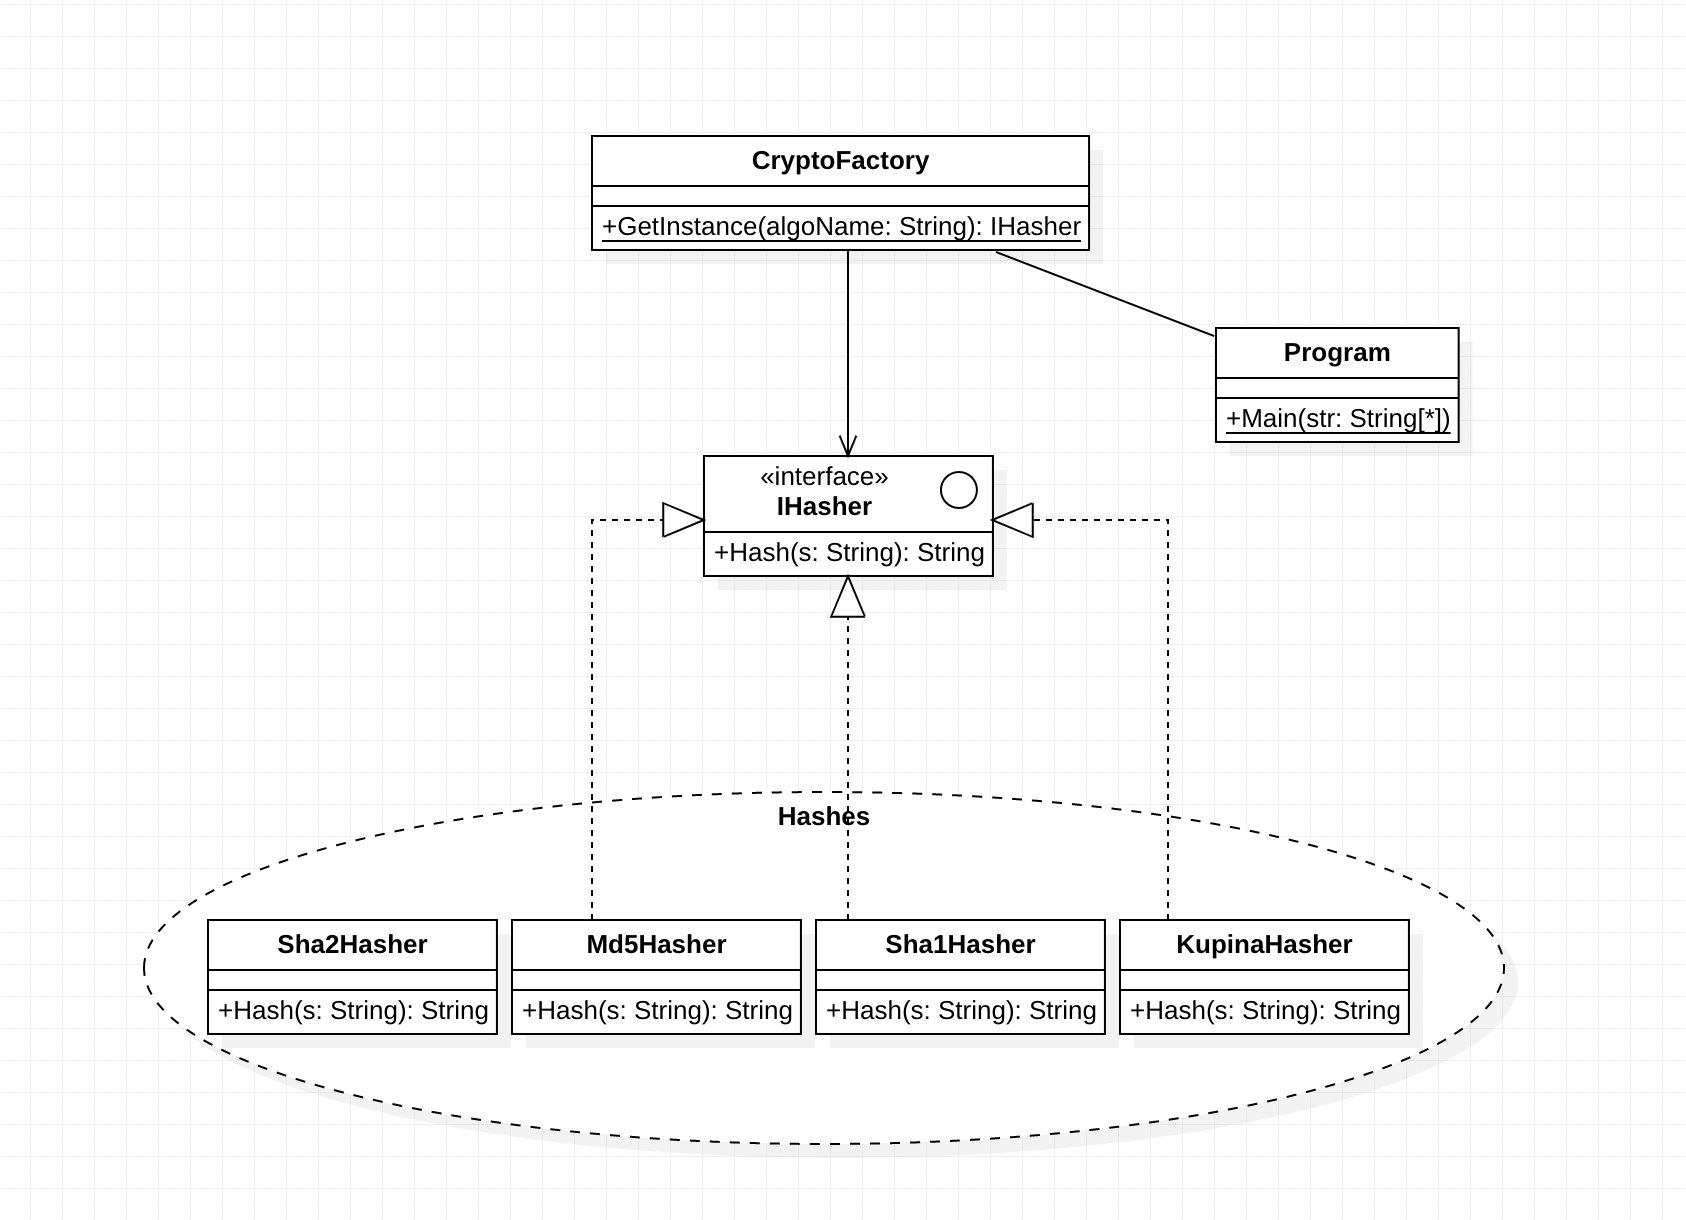 CryptoFactory
+GetInstance(algoName: String): IHasher
Program
+Main(str: String[*])
«interface»
IHasher
+Hash(s: String): String
Hashes
Sha2Hasher
+Hash(s: String): String
Md5Hasher
+Hash(s: String): String
Sha1Hasher
+Hash(s: String): String
KupinaHasher
+Hash(s: String): String